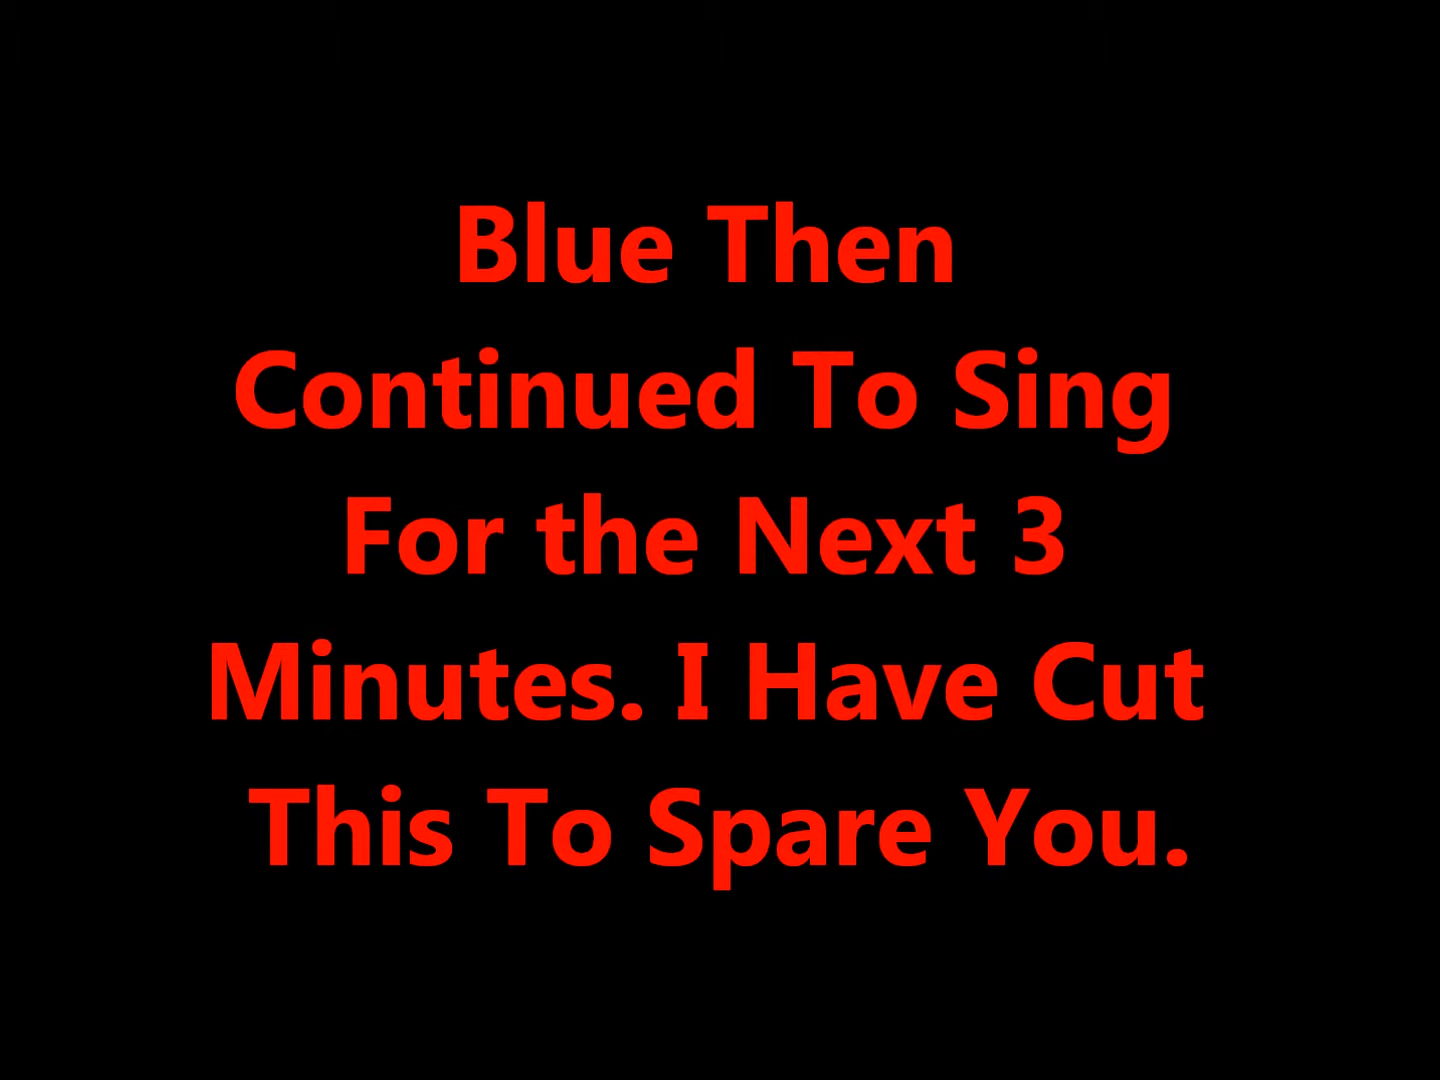 Blue Then
Continued To Sing
For the Next 3
Minutes. I Have Cut
This To Spare You.